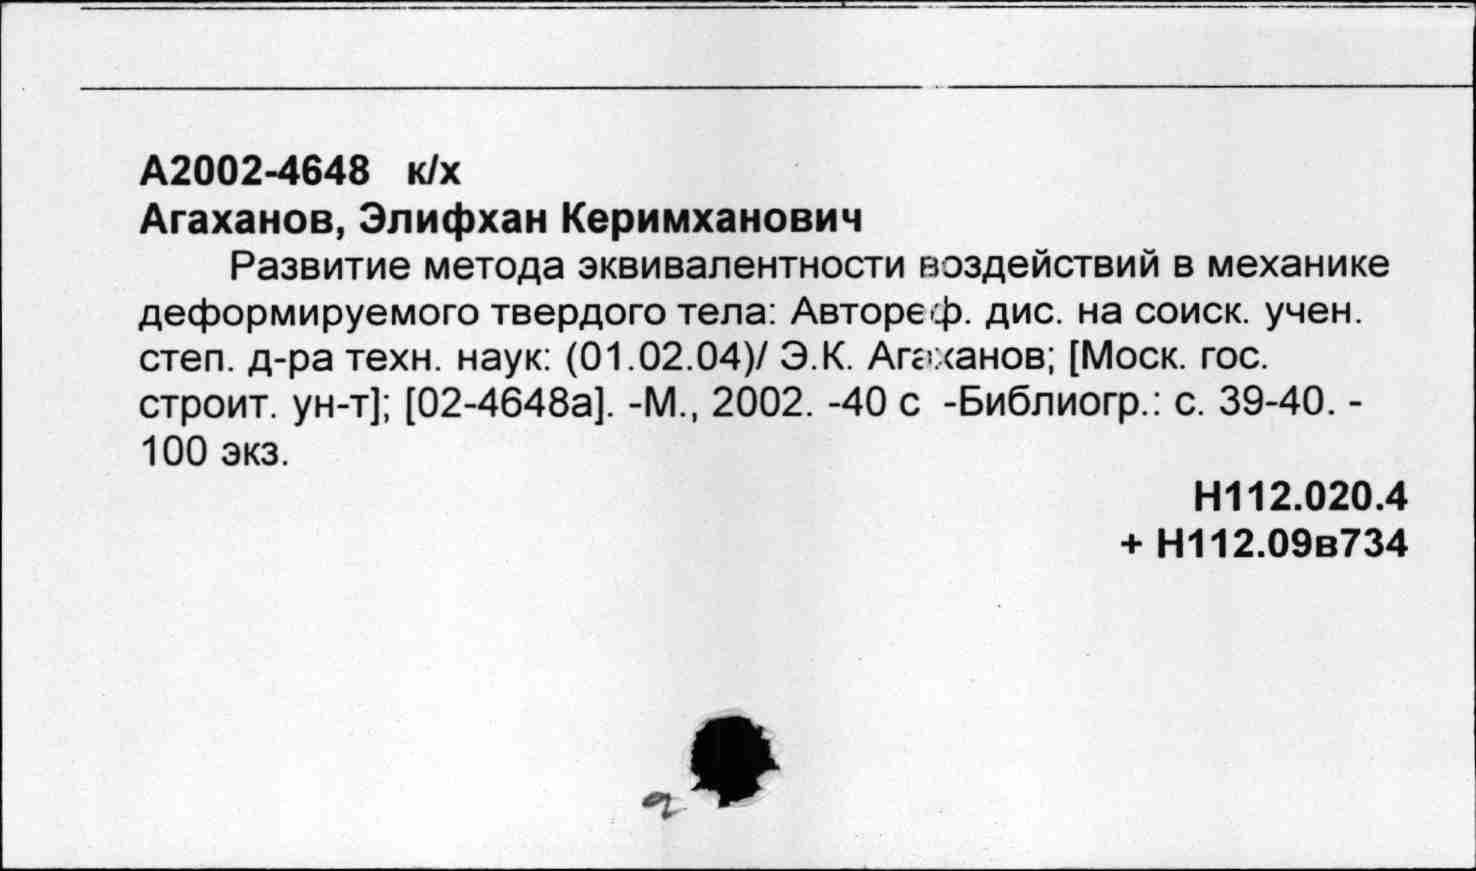 А2002-4648 к/х
Агаханов, Элифхан Керимханович
Развитие метода эквивалентности воздействий в механике
деформируемого твердого тела: Автореф. дис. на соиск. учен.
степ. д-ра техн. наук: (01.02.04)/ Э.К. Агаханов; [Моск. гос.
строит. ун-т]; [02-4648а]. -М., 2002. -40 с -Библиогр.: с. 39-40. -
100 экз.
Н112.020.4
+ Н112.09в734